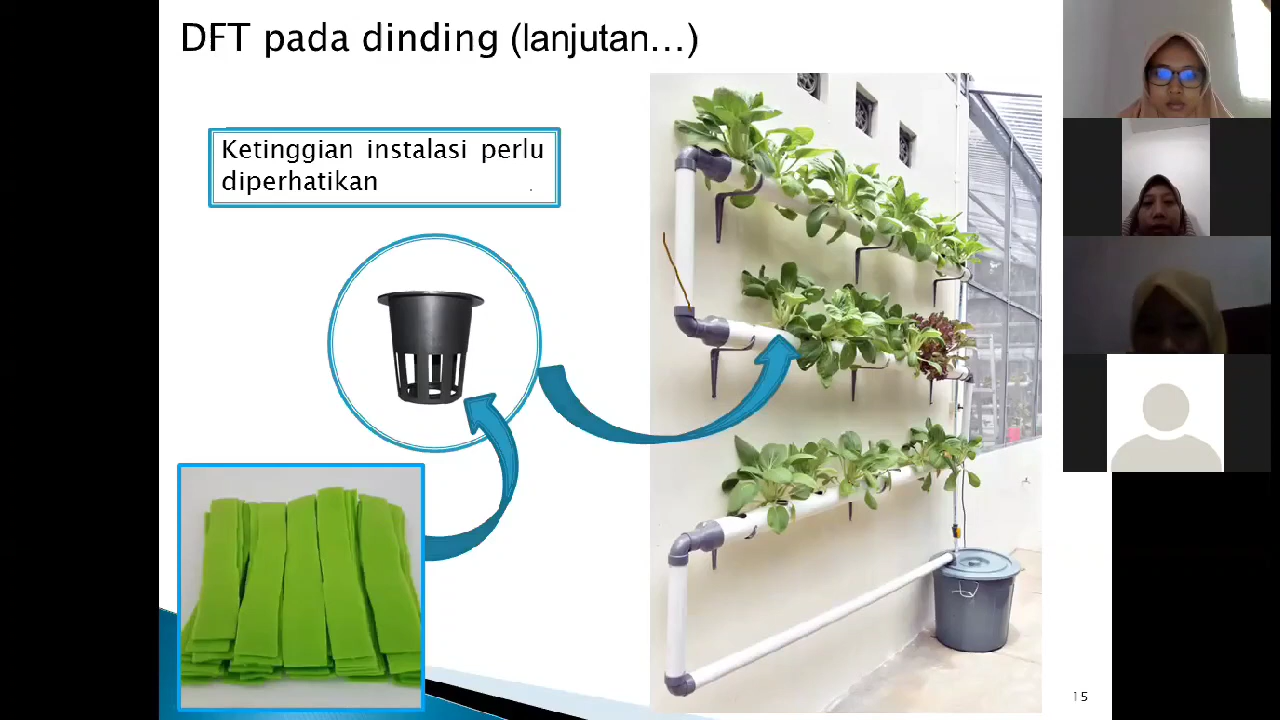 DFT pada dinding (lanjutan…)
Ketinggian instalasi perlu
diperhatikan
15